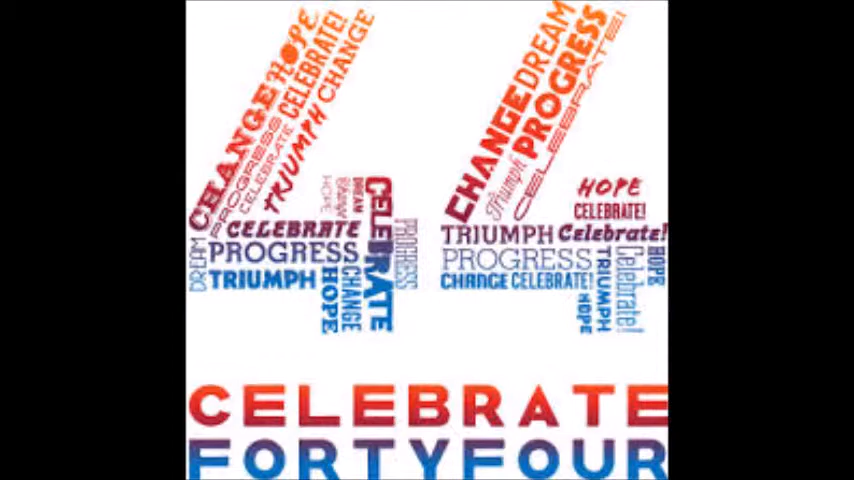 CHANGE HOPE
PROGRESS CELEBRATE!
CELEBRATE
TRIUMPH CHANGE
HOPE
DREAM
CELEBRATE
PROGRESS
CELEBRATE
DREAM
PROGRESS
TRIUMPH
HOPE
CHANGE
CHANGE DREAM
Triumph PROGRESS
CELEBRATE!
HOPE
CELEBRATE!
TRIUMPH Celebrate!
PROGRESS
CHANGE CELEBRATE!
HOPE
TRIUMPH
Celebrate!
HOPE
CELEBRATE
FORTYFOUR